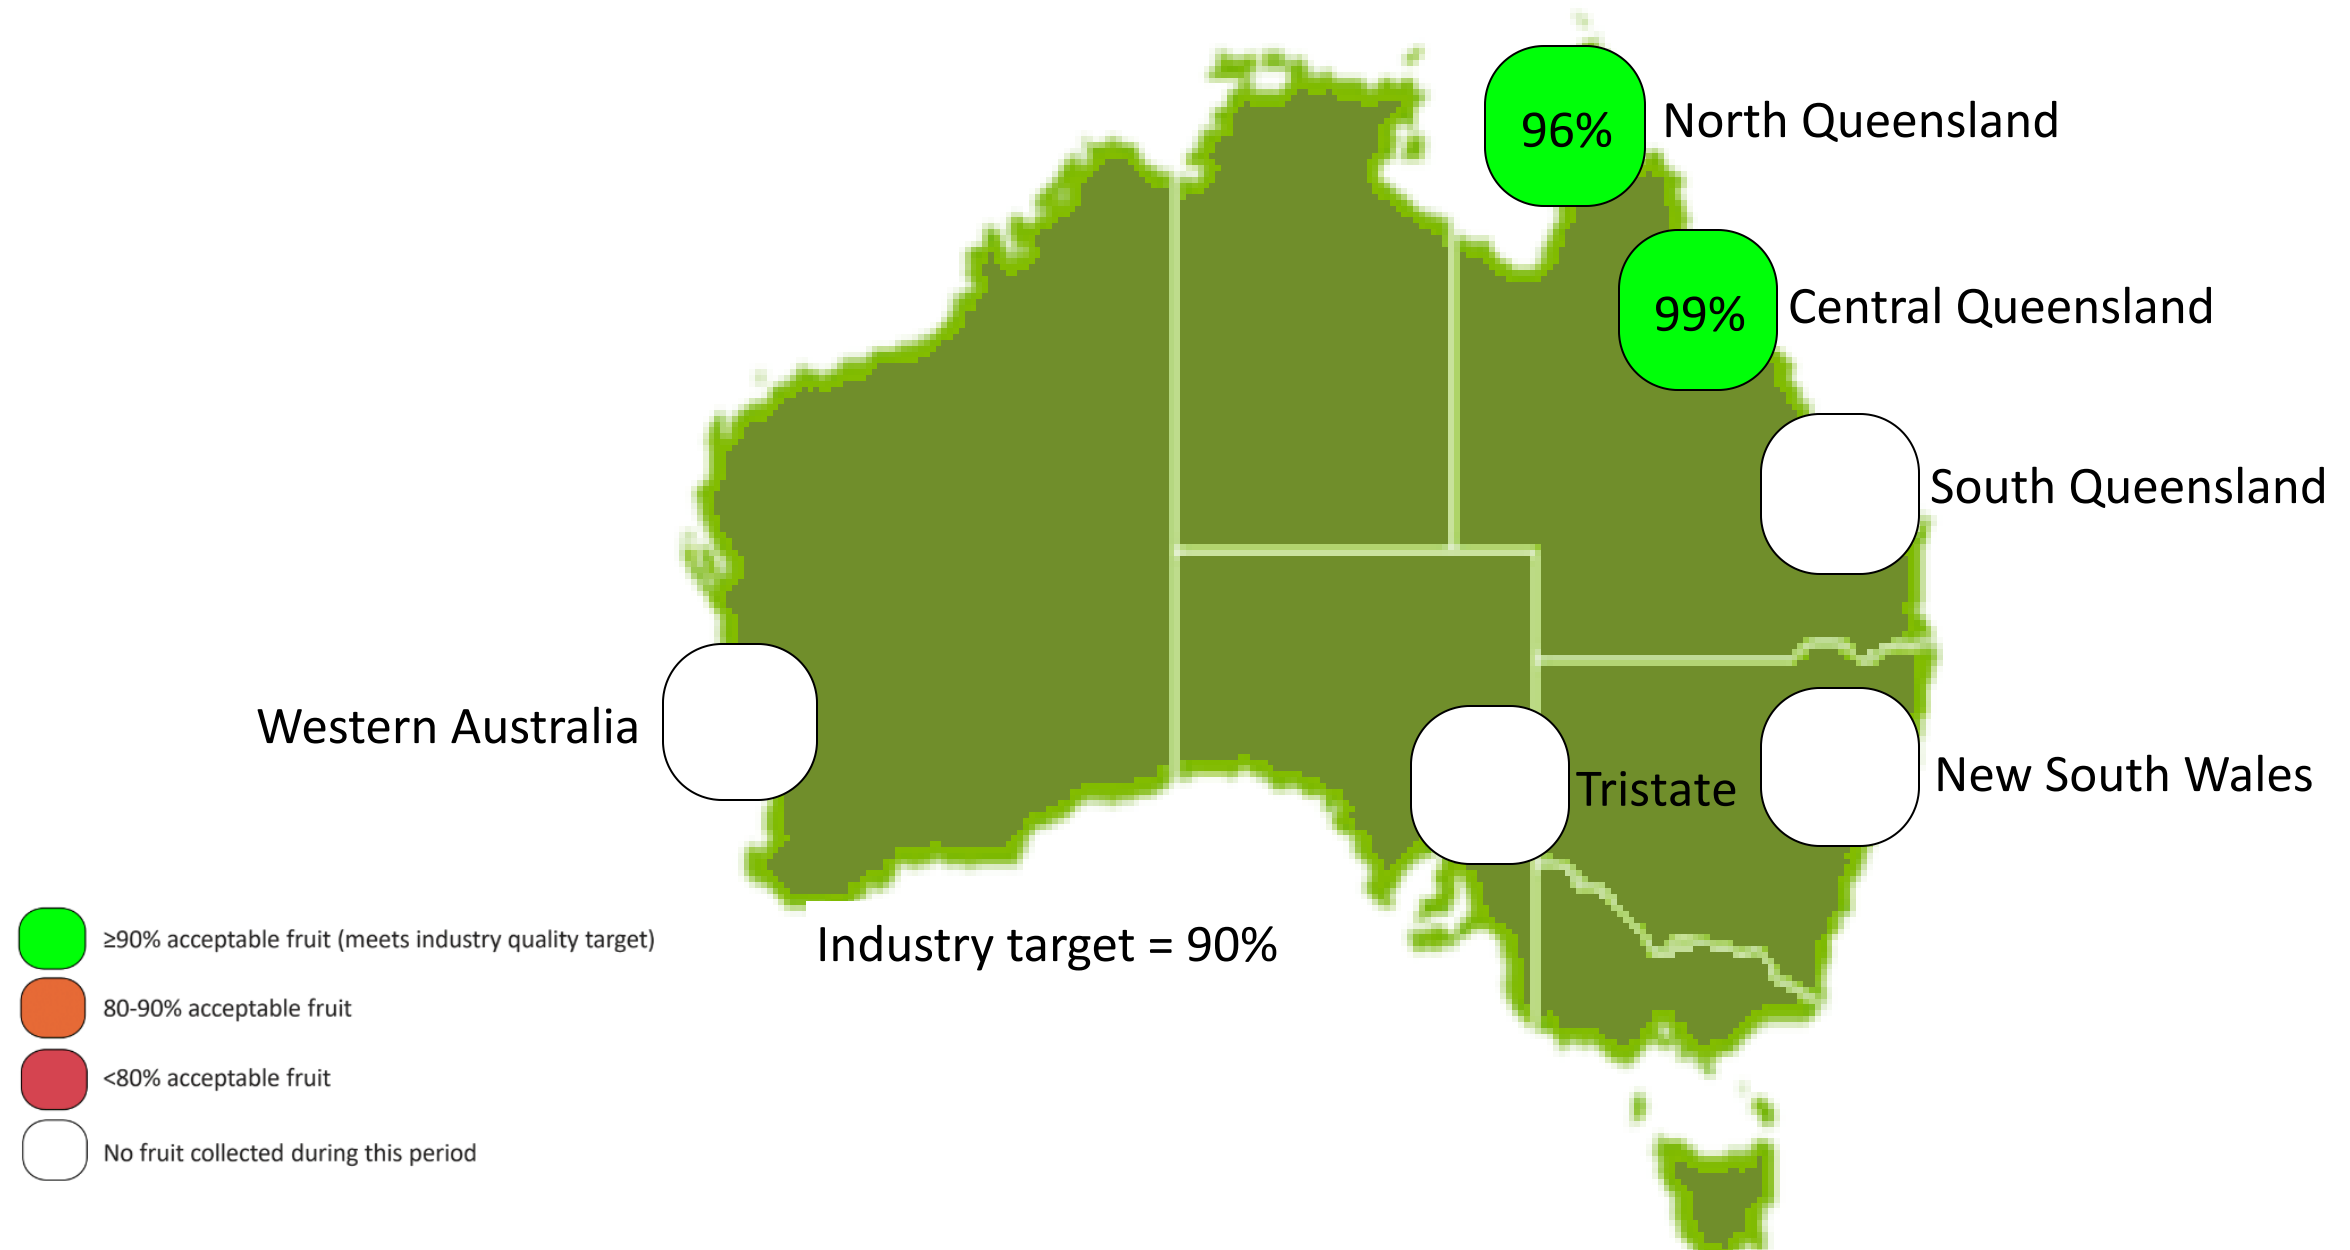 96%
North Queensland
99%
Central Queensland
South Queensland
Western Australia
Tristate
New South Wales
Industry target = 90%
≥90% acceptable fruit (meets industry quality target)
80-90% acceptable fruit
<80% acceptable fruit
No fruit collected during this period